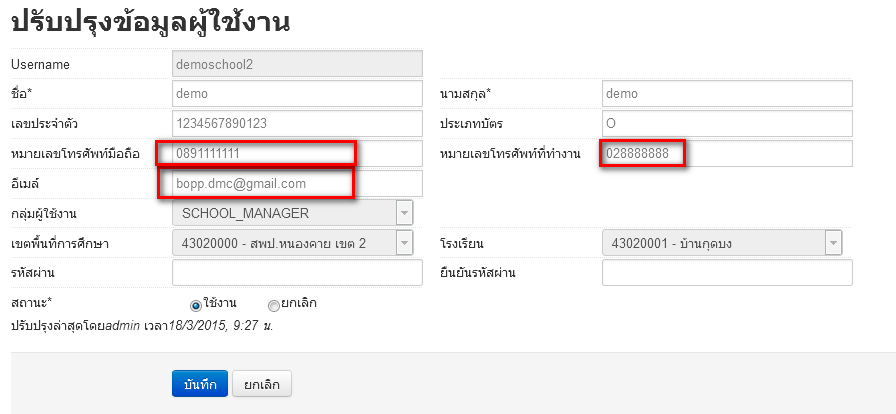 ปรับปรุงข้อมูลผู้ใช้งาน
Username demoschool2
ชื่อ* demo นามสกุล* demo
เลขประจำตัว 1234567890123 ประเภทบัตร O
หมายเลขโทรศัพท์มือถือ 0891111111 หมายเลขโทรศัพท์ที่ทำงาน 028888888
อีเมล์ bopp.dmc@gmail.com
กลุ่มผู้ใช้งาน SCHOOL_MANAGER
เขตพื้นที่การศึกษา 43020000 - สพป.หนองคาย เขต 2 โรงเรียน 43020001 - บ้านกุดบง
รหัสผ่าน ยืนยันรหัสผ่าน
สถานะ* ใช้งาน ยกเลิก
ปรับปรุงล่าสุดโดยadmin เวลา18/3/2015, 9:27 น.
บันทึก ยกเลิก